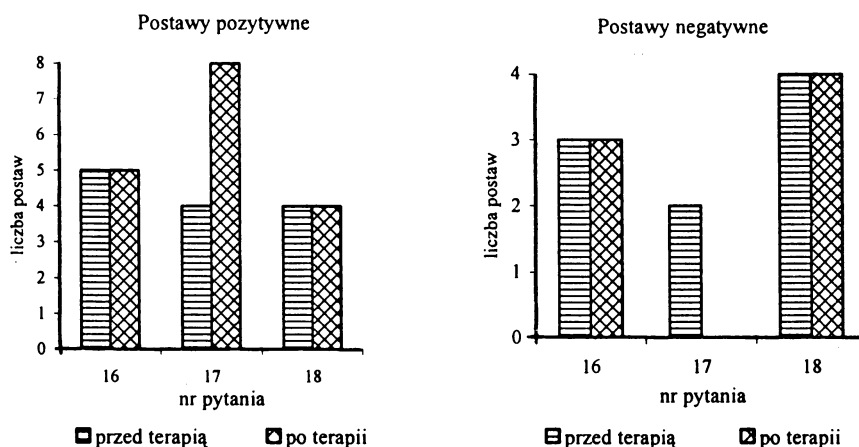 Postawy pozytywne
liczba postaw
8
7
6
5
4
3
2
1
0
16 17 18
nr pytania
przed terapią po terapii
Postawy negatywne
liczba postaw
4
3
2
1
0
16 17 18
nr pytania
przed terapią po terapii